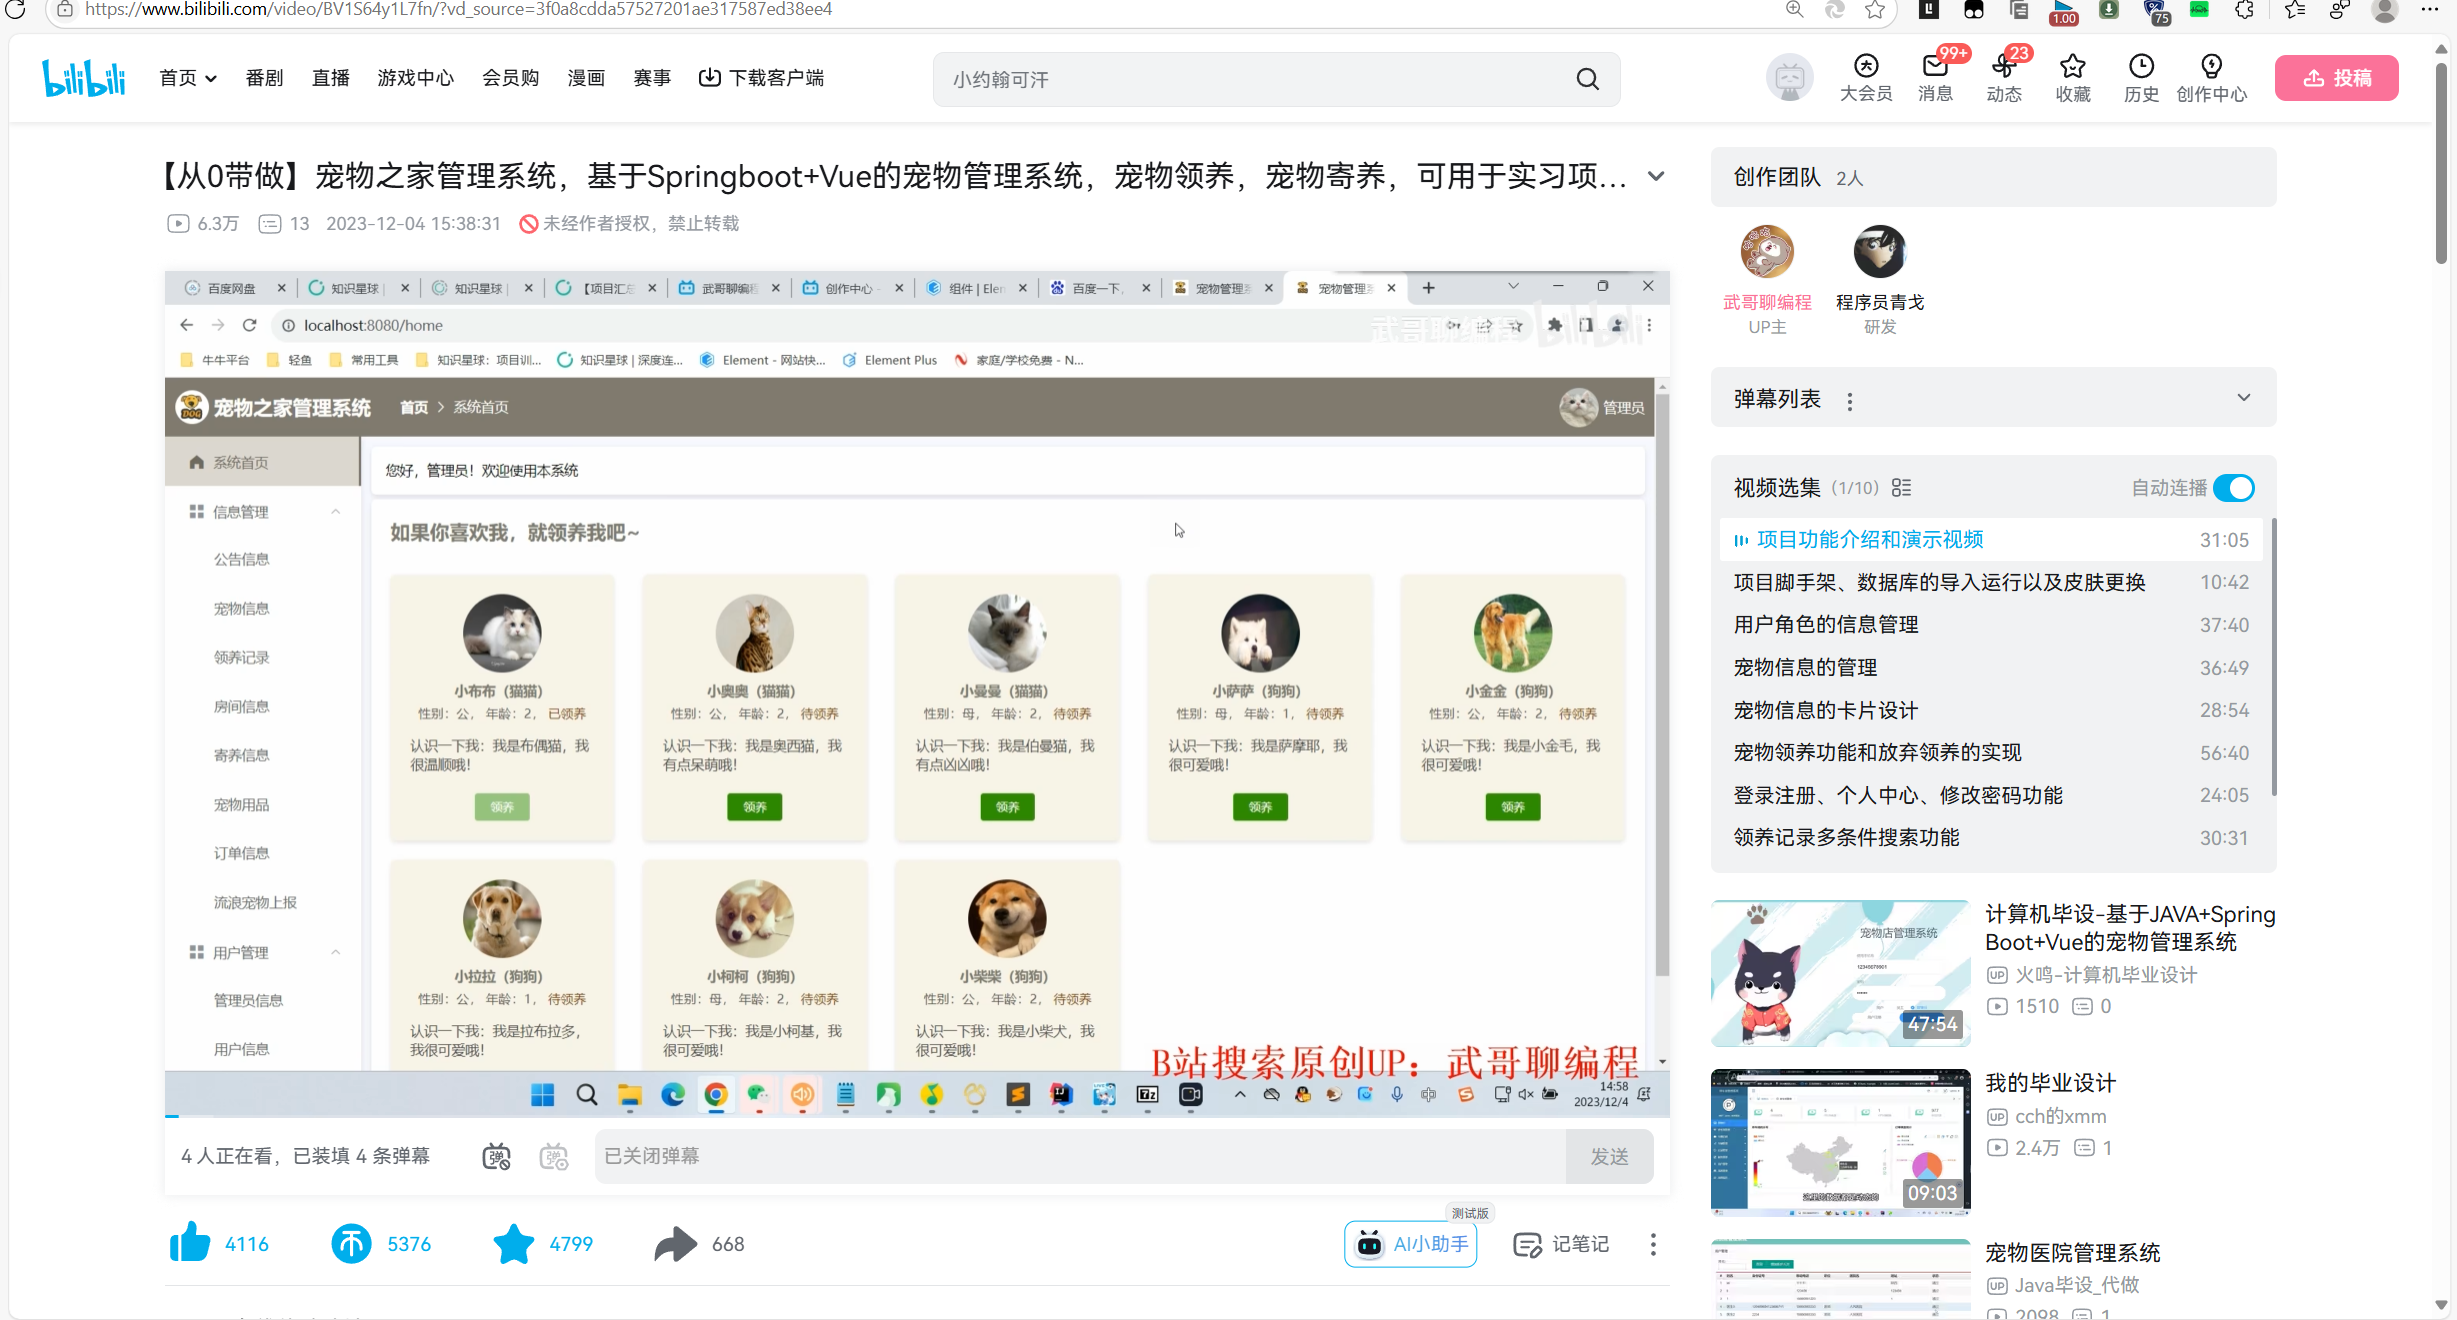 https://www.bilibili.com/video/BV1S64y1L7fn/?vd_source=3f0a8cdda57527201ae317587ed38ee4
1.00
75
bilibili
首页
番剧
直播
游戏中心
会员购
漫画
赛事
下载客户端
小约翰可汗
大会员
99+
消息
23
动态
收藏
历史
创作中心
投稿
【从0带做】宠物之家管理系统，基于Springboot+Vue的宠物管理系统，宠物领养，宠物寄养，可用于实习项...
6.3万 13 2023-12-04 15:38:31 未经作者授权，禁止转载
百度网盘
知识星球
知识星球
【项目汇总
武哥聊编程
创作中心 -
组件 | Elem
百度一下，
宠物管理系
宠物管理系
localhost:8080/home
武哥聊编程 bilibili
牛牛平台
轻鱼
常用工具
知识星球：项目训...
知识星球 | 深度连...
Element - 网站快...
Element Plus
家庭/学校免费 - N...
DOG
宠物之家管理系统
首页 > 系统首页
管理员
系统首页
信息管理
公告信息
宠物信息
领养记录
房间信息
寄养信息
宠物用品
订单信息
流浪宠物上报
用户管理
管理员信息
用户信息
您好，管理员！欢迎使用本系统
如果你喜欢我，就领养我吧~
小布布（猫猫）
性别：公， 年龄：2， 已领养
认识一下我：我是布偶猫，我
很温顺哦！
领养
小奥奥（猫猫）
性别：公， 年龄：2， 待领养
认识一下我：我是奥西猫，我
有点呆萌哦！
领养
小曼曼（猫猫）
性别：母， 年龄：2， 待领养
认识一下我：我是伯曼猫，我
有点凶凶哦！
领养
小萨萨（狗狗）
性别：母， 年龄：1， 待领养
认识一下我：我是萨摩耶，我
很可爱哦！
领养
小金金（狗狗）
性别：公， 年龄：2， 待领养
认识一下我：我是小金毛，我
很可爱哦！
领养
小拉拉（狗狗）
性别：公， 年龄：1， 待领养
认识一下我：我是拉布拉多，
我很可爱哦！
小柯柯（狗狗）
性别：母， 年龄：2， 待领养
认识一下我：我是小柯基，我
很可爱哦！
小柴柴（狗狗）
性别：公， 年龄：2， 待领养
认识一下我：我是小柴犬，我
很可爱哦！
B站搜索原创UP：武哥聊编程
中
14:58
2023/12/4
4 人正在看，已装填 4 条弹幕
已关闭弹幕
发送
4116
5376
4799
668
测试版
AI小助手
记笔记
创作团队 2人
武哥聊编程
UP主
程序员青戈
研发
弹幕列表
视频选集 (1/10)
自动连播
项目功能介绍和演示视频 31:05
项目脚手架、数据库的导入运行以及皮肤更换 10:42
用户角色的信息管理 37:40
宠物信息的管理 36:49
宠物信息的卡片设计 28:54
宠物领养功能和放弃领养的实现 56:40
登录注册、个人中心、修改密码功能 24:05
领养记录多条件搜索功能 30:31
宠物店管理系统
47:54
计算机毕设-基于JAVA+Spring
Boot+Vue的宠物管理系统
UP 火鸣-计算机毕业设计
1510 0
09:03
我的毕业设计
UP cch的xmm
2.4万 1
宠物医院管理系统
UP Java毕设_代做
2098 1